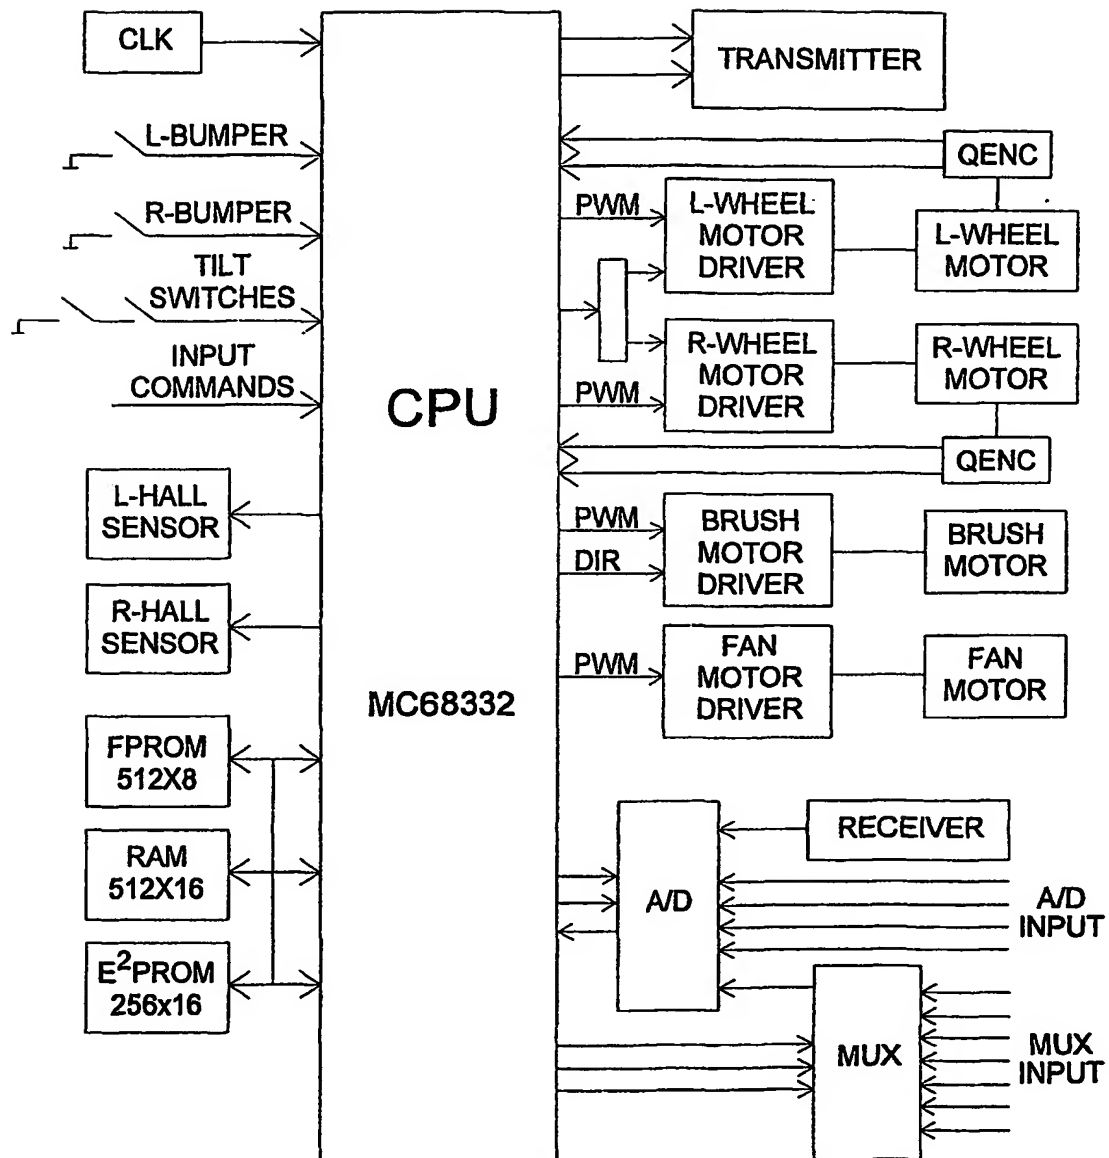 CLK
TRANSMITTER
L-BUMPER
QENC
R-BUMPER
PWM
L-WHEEL
MOTOR
DRIVER
L-WHEEL
MOTOR
TILT
SWITCHES
INPUT
COMMANDS
R-WHEEL
MOTOR
DRIVER
R-WHEEL
MOTOR
PWM
CPU
QENC
L-HALL
SENSOR
PWM
DIR
BRUSH
MOTOR
DRIVER
BRUSH
MOTOR
R-HALL
SENSOR
PWM
FAN
MOTOR
DRIVER
FAN
MOTOR
MC68332
FPROM
512X8
RECEIVER
RAM
512X16
A/D
A/D
INPUT
E²PROM
256x16
MUX
MUX
INPUT